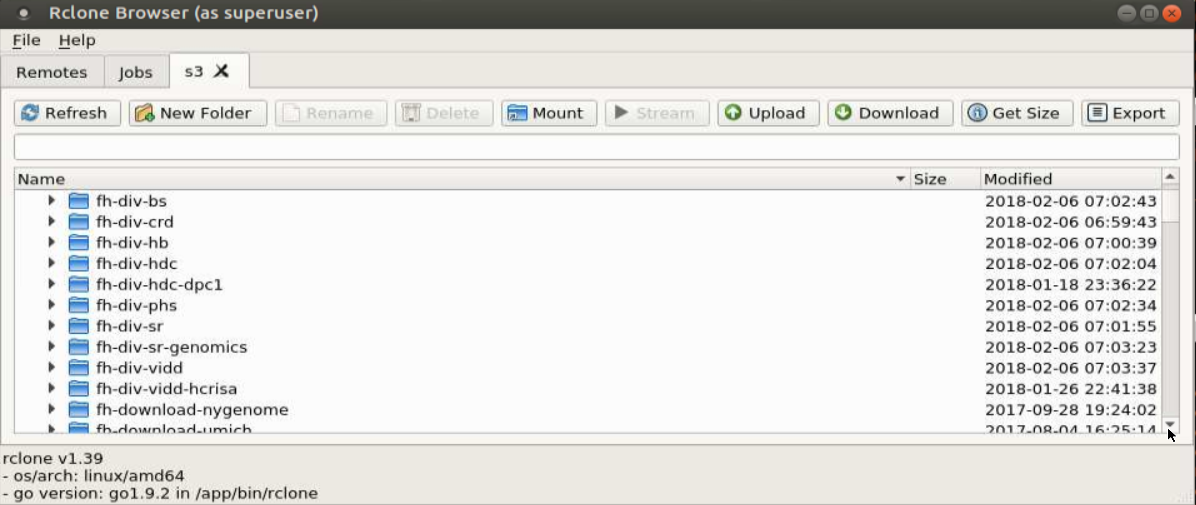 Rclone Browser (as superuser)
File Help
Remotes Jobs s3
Refresh New Folder Rename Delete Mount Stream Upload Download Get Size Export
Name Size Modified
fh-div-bs 2018-02-06 07:02:43
fh-div-crd 2018-02-06 06:59:43
fh-div-hb 2018-02-06 07:00:39
fh-div-hdc 2018-02-06 07:02:04
fh-div-hdc-dpc1 2018-01-18 23:36:22
fh-div-phs 2018-02-06 07:02:34
fh-div-sr 2018-02-06 07:01:55
fh-div-sr-genomics 2018-02-06 07:03:23
fh-div-vidd 2018-02-06 07:03:37
fh-div-vidd-hcrisa 2018-01-26 22:41:38
fh-download-nygenome 2017-09-28 19:24:02
fh-download-umich 2017-08-04 16:25:14
rclone v1.39
- os/arch: linux/amd64
- go version: go1.9.2 in /app/bin/rclone